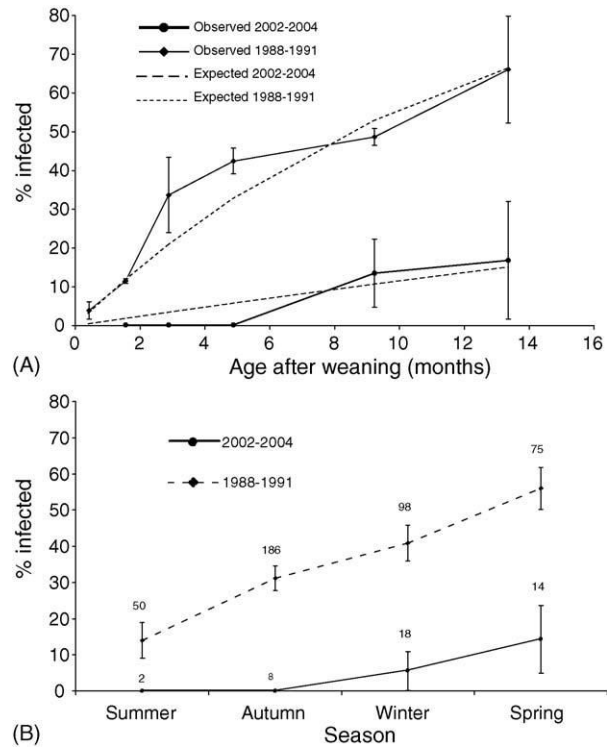 80
Observed 2002-2004
70
Observed 1988-1991
60
Expected 2002-2004
Expected 1988-1991
50
40
30
20
10
0
% infected
0 2 4 6 8 10 12 14 16
(A) Age after weaning (months)
80
75
70
2002-2004
60
1988-1991
98
50
186
40
50
30
20
14
18
10
2 8
0
% infected
Summer Autumn Winter Spring
(B) Season